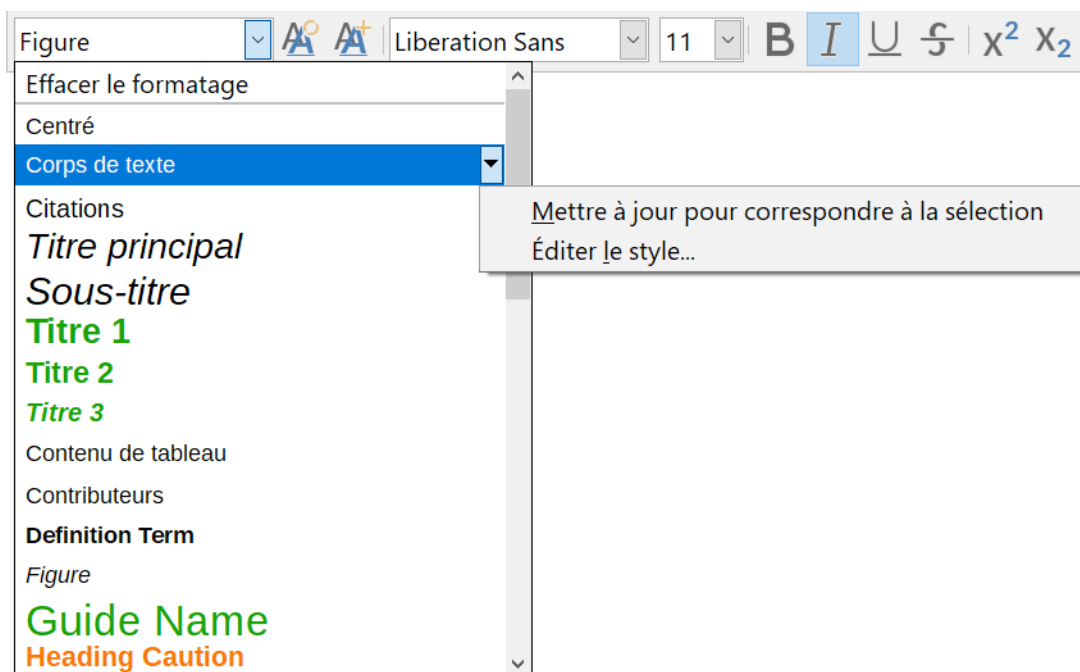 Figure Liberation Sans 11 B I U S X² X₂
Effacer le formatage
Centré
Corps de texte
Citations
Mettre à jour pour correspondre à la sélection
Éditer le style...
Titre principal
Sous-titre
Titre 1
Titre 2
Titre 3
Contenu de tableau
Contributeurs
Definition Term
Figure
Guide Name
Heading Caution